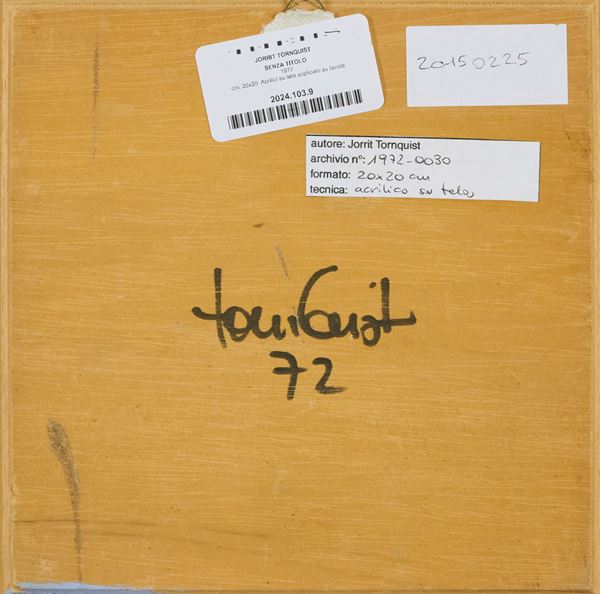 JORRIT TORNQUIST
SENZA TITOLO
1972
cm. 20x20 Acrilici su tela applicato su tavola
2024.103.9
20150225
autore: Jorrit Tornquist
archivio n°: 1972-0030
formato: 20x20 cm
tecnica: acrilico su tela
tornquist
72